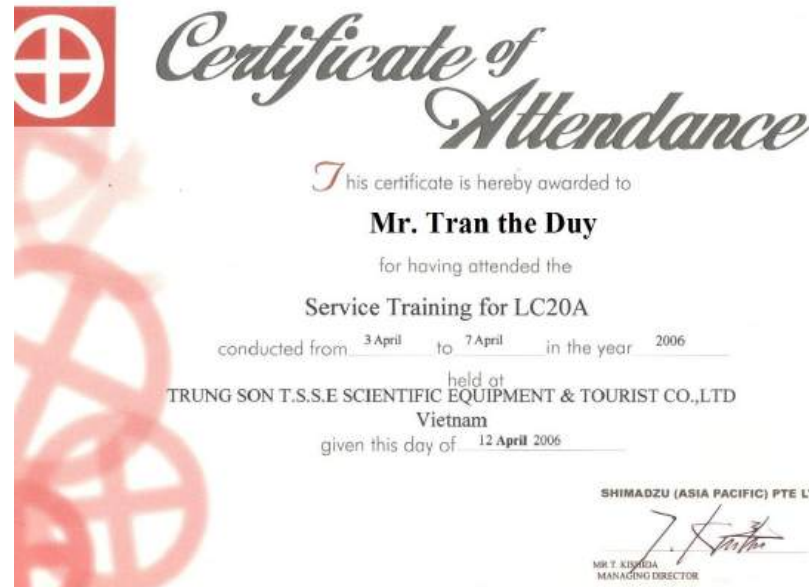 Certificate of
Attendance
This certificate is hereby awarded to
Mr. Tran the Duy
for having attended the
Service Training for LC20A
conducted from 3 April to 7 April in the year 2006
held at
TRUNG SON T.S.S.E SCIENTIFIC EQUIPMENT & TOURIST CO.,LTD
Vietnam
given this day of 12 April 2006
SHIMADZU (ASIA PACIFIC) PTE L
MR T. KISHIDA
MANAGING DIRECTOR